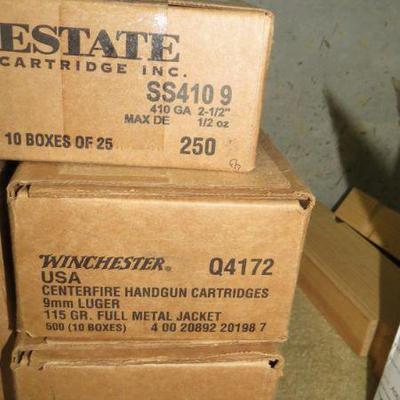 ESTATE
CARTRIDGE INC.
SS410 9
410 GA 2-1/2"
MAX DE 1/2 oz
10 BOXES OF 25 250
WINCHESTER® Q4172
USA
CENTERFIRE HANDGUN CARTRIDGES
9mm LUGER
115 GR. FULL METAL JACKET
500 (10 BOXES) 4 00 20892 20198 7